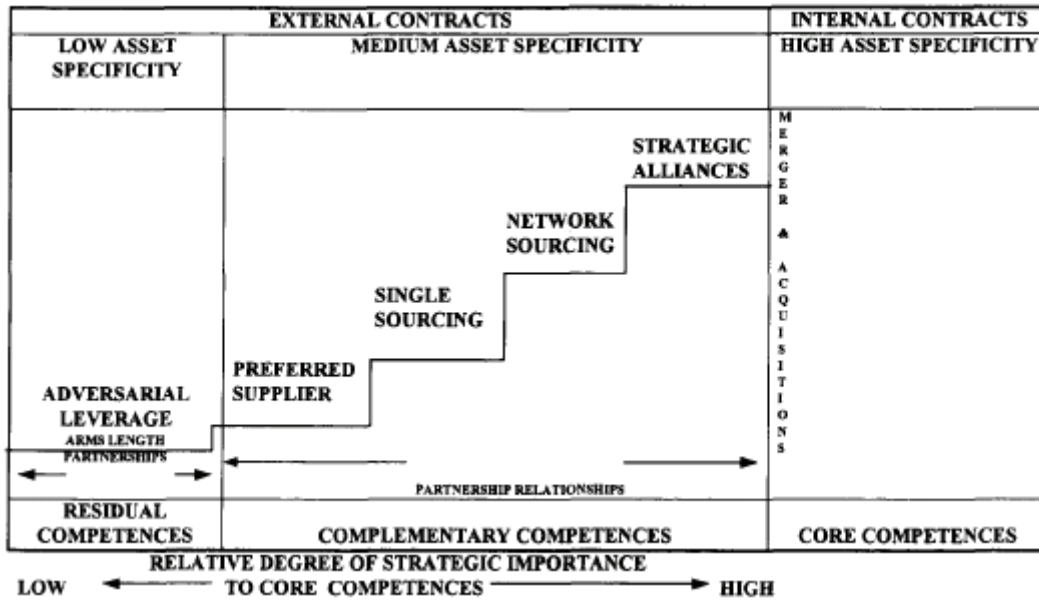 EXTERNAL CONTRACTS
INTERNAL CONTRACTS
LOW ASSET
SPECIFICITY
MEDIUM ASSET SPECIFICITY
HIGH ASSET SPECIFICITY
STRATEGIC
ALLIANCES
NETWORK
SOURCING
SINGLE
SOURCING
PREFERRED
SUPPLIER
ADVERSARIAL
LEVERAGE
ARMS LENGTH
PARTNERSHIPS
MERGER & ACQUISITIONS
PARTNERSHIP RELATIONSHIPS
RESIDUAL
COMPETENCES
COMPLEMENTARY COMPETENCES
CORE COMPETENCES
RELATIVE DEGREE OF STRATEGIC IMPORTANCE
LOW TO CORE COMPETENCES HIGH